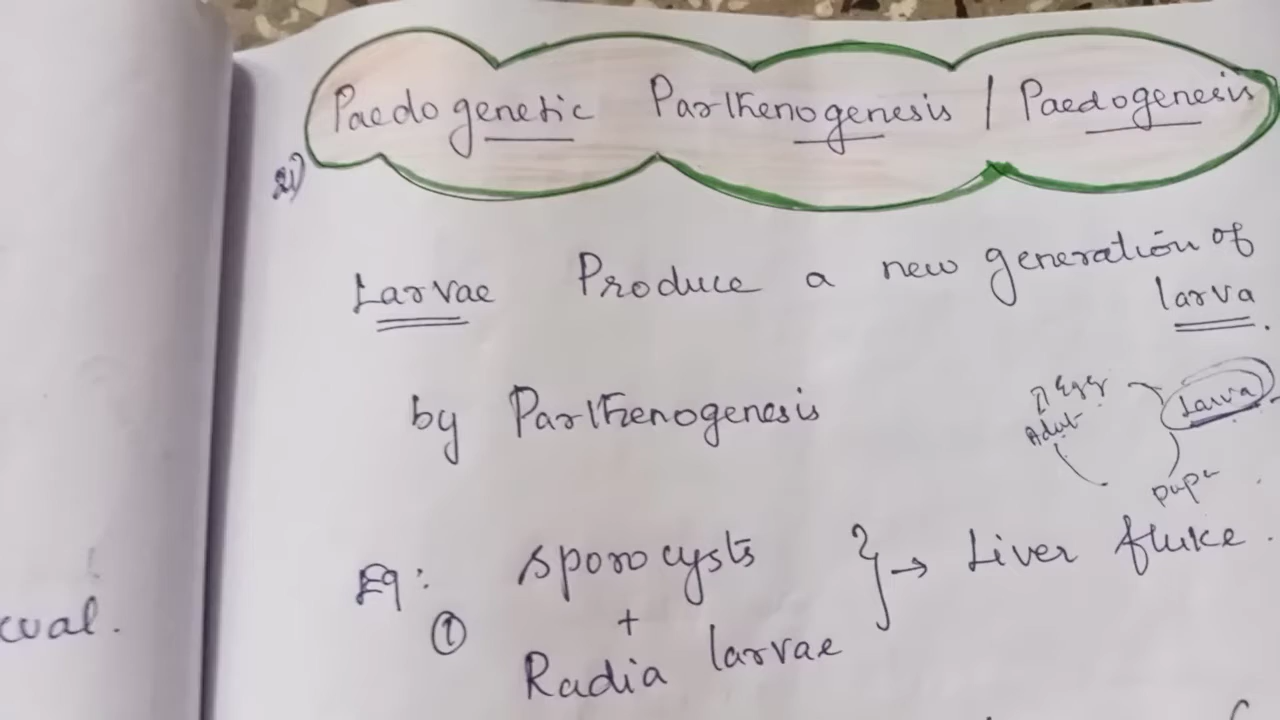 Paedogenetic Parthenogenesis / Paedogenesis
Larvae Produce a new generation of
larva.
by Parthenogenesis
Egg
Larva
Adult
pupa
Eg:
Sporocysts
} → Liver fluke.
①
+
Radia larvae
cual.